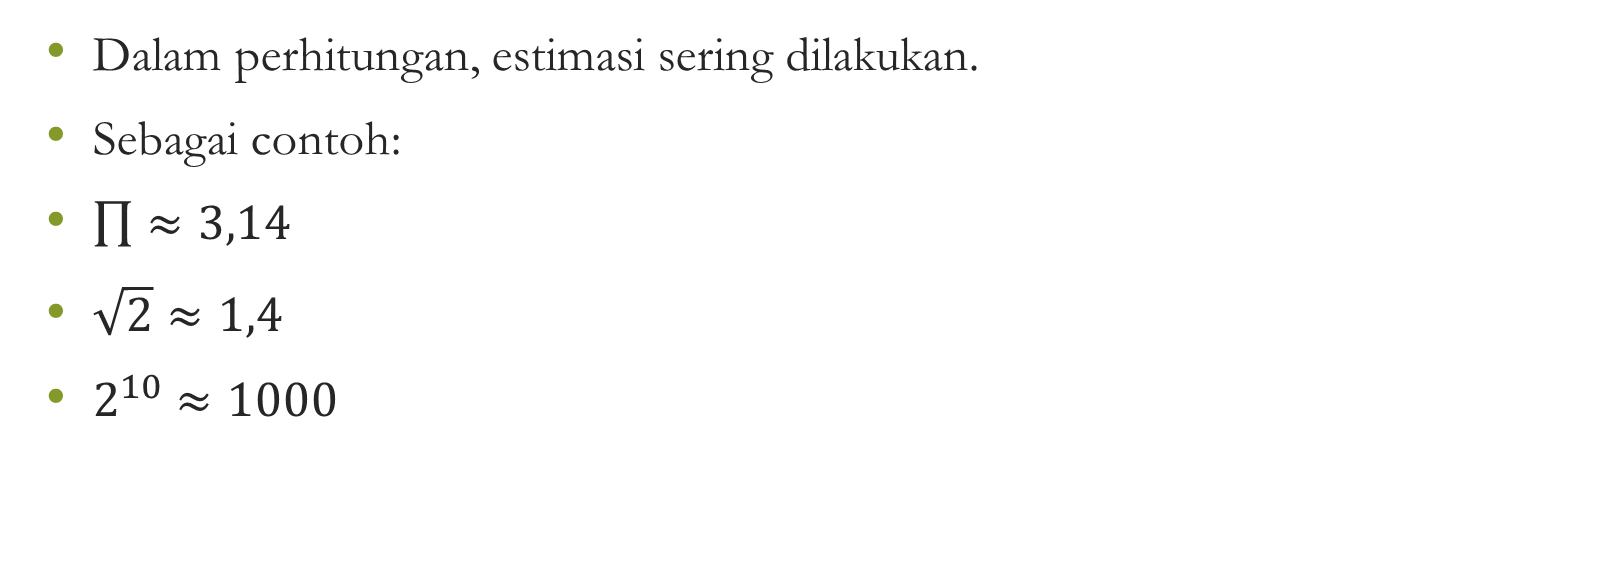 • Dalam perhitungan, estimasi sering dilakukan.
• Sebagai contoh:
• ∏ ≈ 3,14
• √2 ≈ 1,4
• 2¹⁰ ≈ 1000